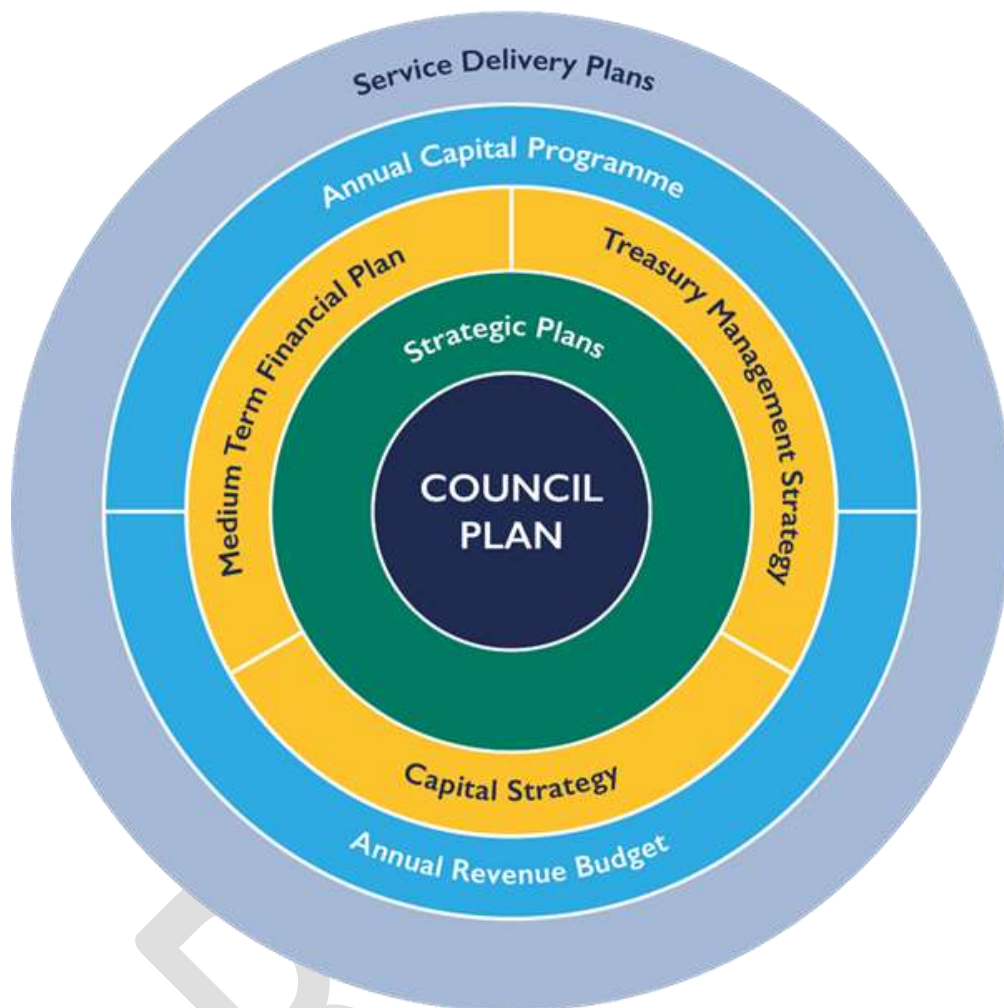 Service Delivery Plans
Annual Capital Programme
Medium Term Financial Plan
Treasury Management Strategy
Strategic Plans
COUNCIL
PLAN
Capital Strategy
Annual Revenue Budget